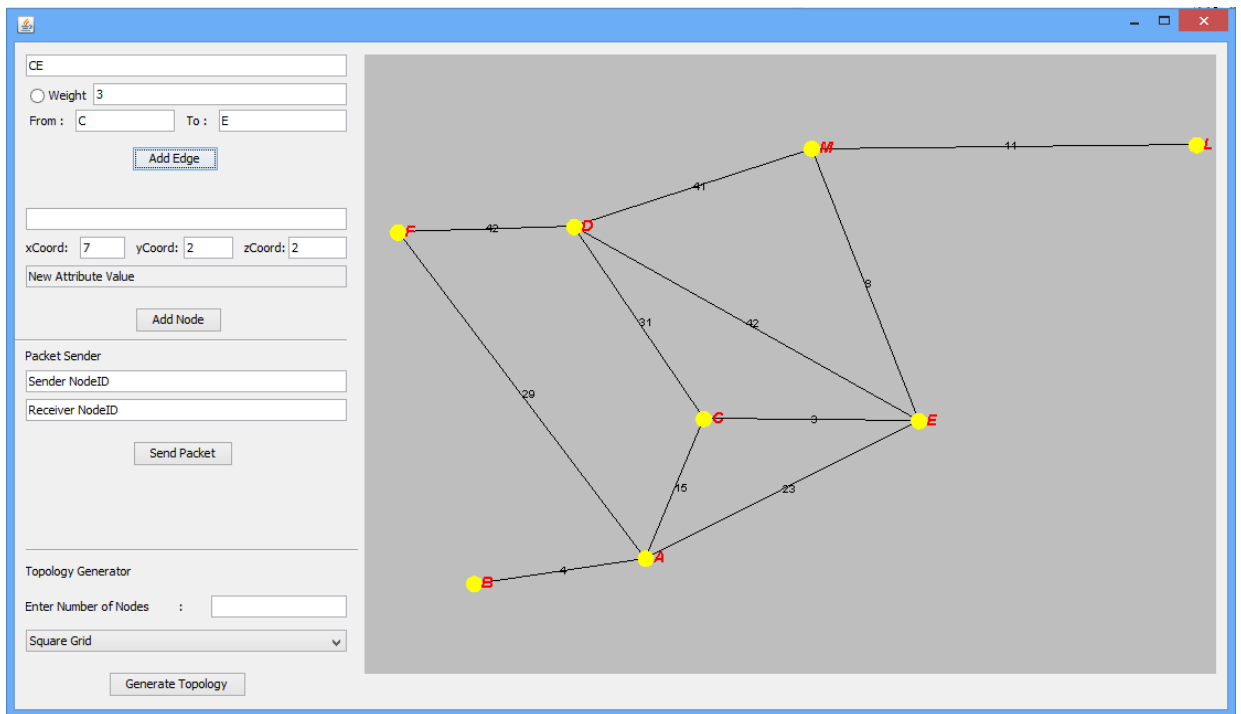 CE
Weight 3
From : C To : E
Add Edge
xCoord: 7 yCoord: 2 zCoord: 2
New Attribute Value
Add Node
Packet Sender
Sender NodeID
Receiver NodeID
Send Packet
Topology Generator
Enter Number of Nodes :
Square Grid
Generate Topology
M
11
L
41
F
42
D
8
31
42
29
C
3
E
15
23
A
4
B